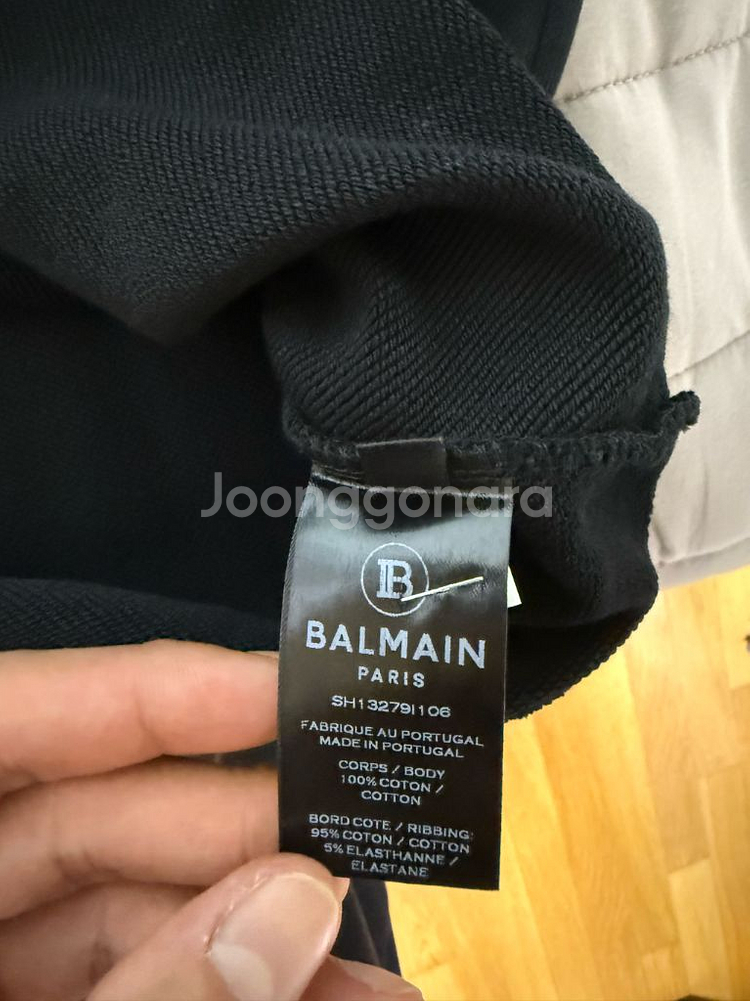 Joonggonara
B
BALMAIN
PARIS
SH13279I106
FABRIQUE AU PORTUGAL
MADE IN PORTUGAL
CORPS / BODY
100% COTON /
COTTON
BORD COTE / RIBBING:
95% COTON / COTTON
5% ELASTHANNE /
ELASTANE